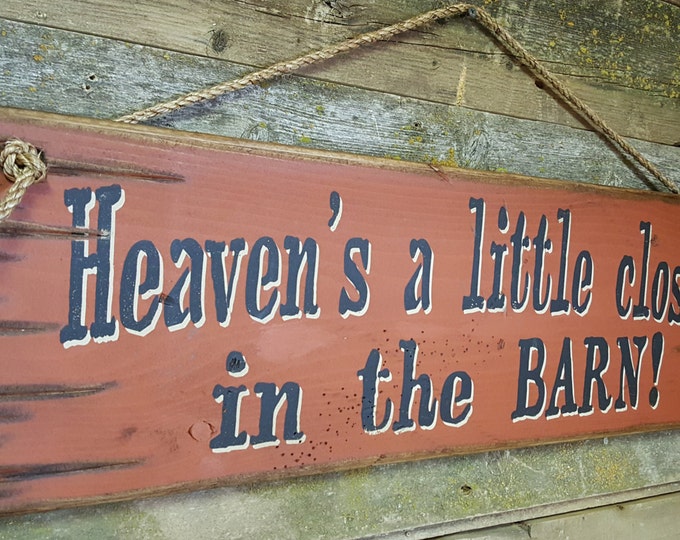 Heaven's a little clos
in the BARN!